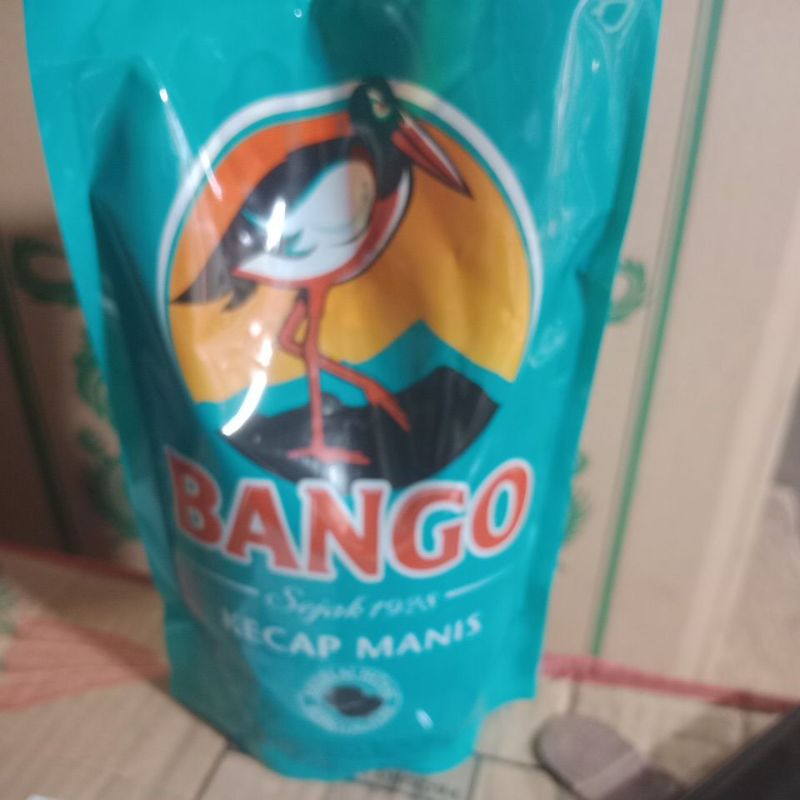 BANGO
Sejak 1928
KECAP MANIS